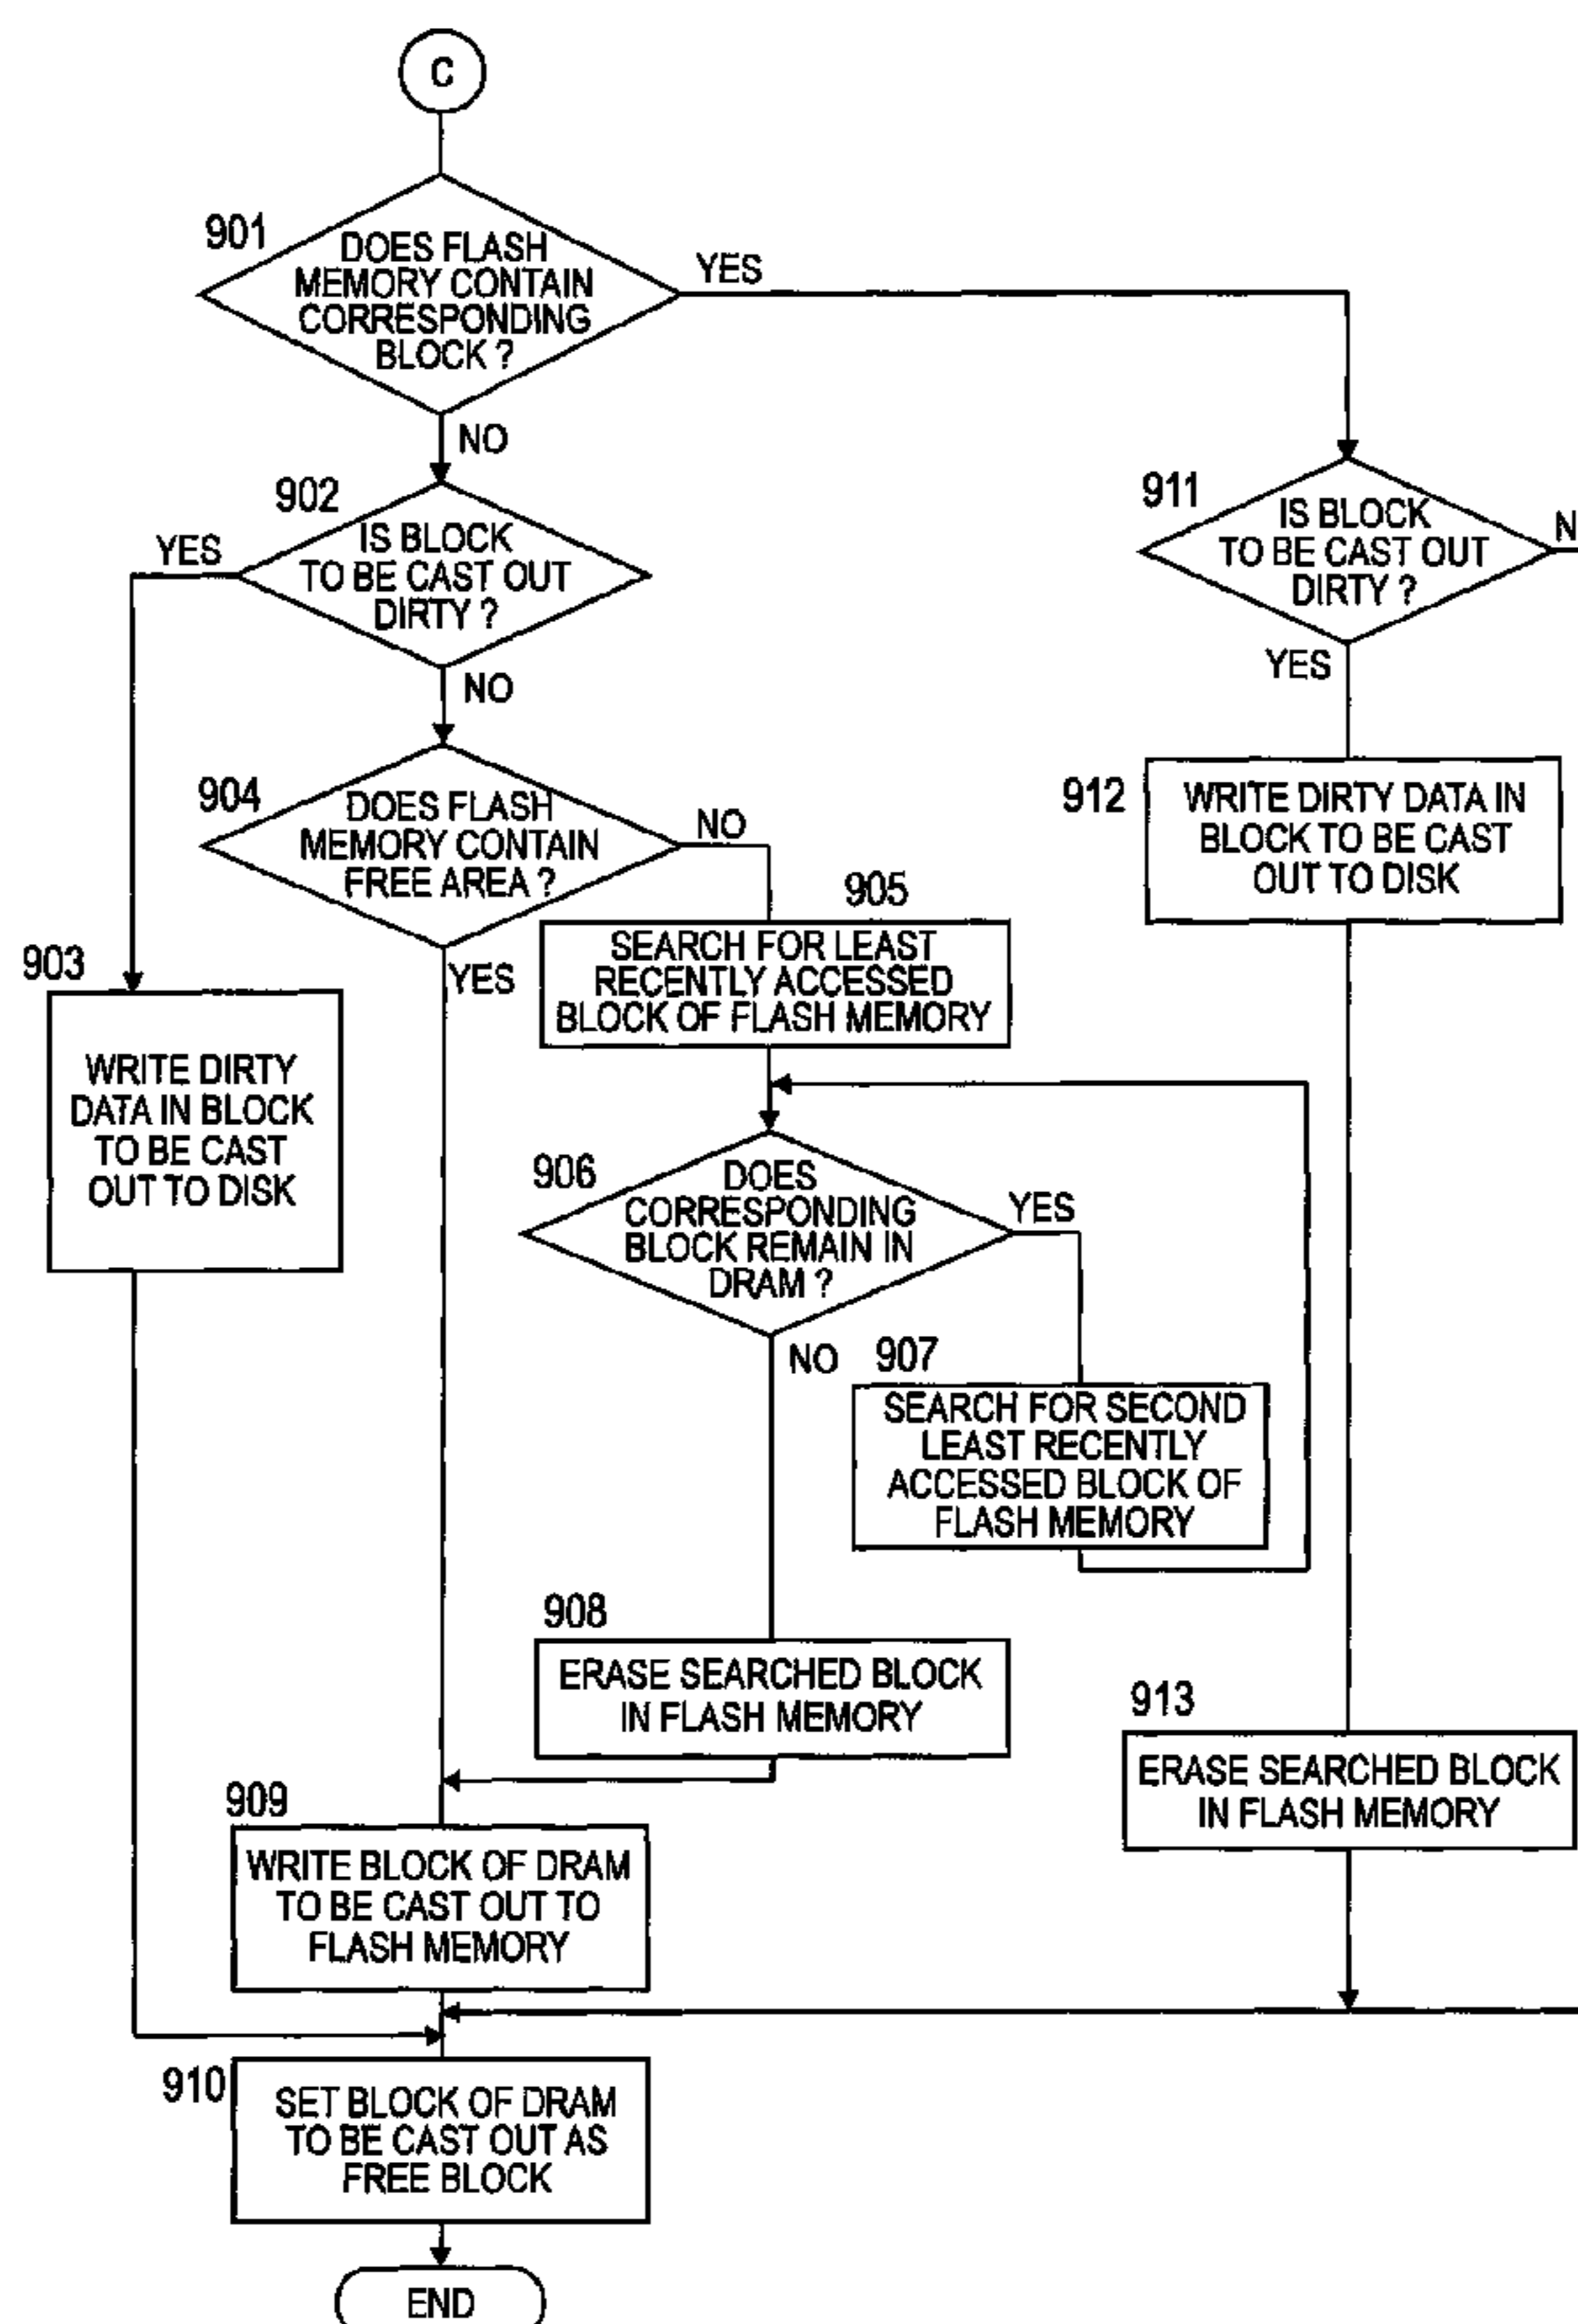 C
901
DOES FLASH
MEMORY CONTAIN
CORRESPONDING
BLOCK ?
YES
NO
902
IS BLOCK
TO BE CAST OUT
DIRTY ?
YES
NO
911
IS BLOCK
TO BE CAST OUT
DIRTY ?
N
YES
904
DOES FLASH
MEMORY CONTAIN
FREE AREA ?
NO
YES
912
WRITE DIRTY DATA IN
BLOCK TO BE CAST
OUT TO DISK
905
SEARCH FOR LEAST
RECENTLY ACCESSED
BLOCK OF FLASH MEMORY
903
WRITE DIRTY
DATA IN BLOCK
TO BE CAST
OUT TO DISK
906
DOES
CORRESPONDING
BLOCK REMAIN IN
DRAM ?
YES
NO
907
SEARCH FOR SECOND
LEAST RECENTLY
ACCESSED BLOCK OF
FLASH MEMORY
908
ERASE SEARCHED BLOCK
IN FLASH MEMORY
913
ERASE SEARCHED BLOCK
IN FLASH MEMORY
909
WRITE BLOCK OF DRAM
TO BE CAST OUT TO
FLASH MEMORY
910
SET BLOCK OF DRAM
TO BE CAST OUT AS
FREE BLOCK
END